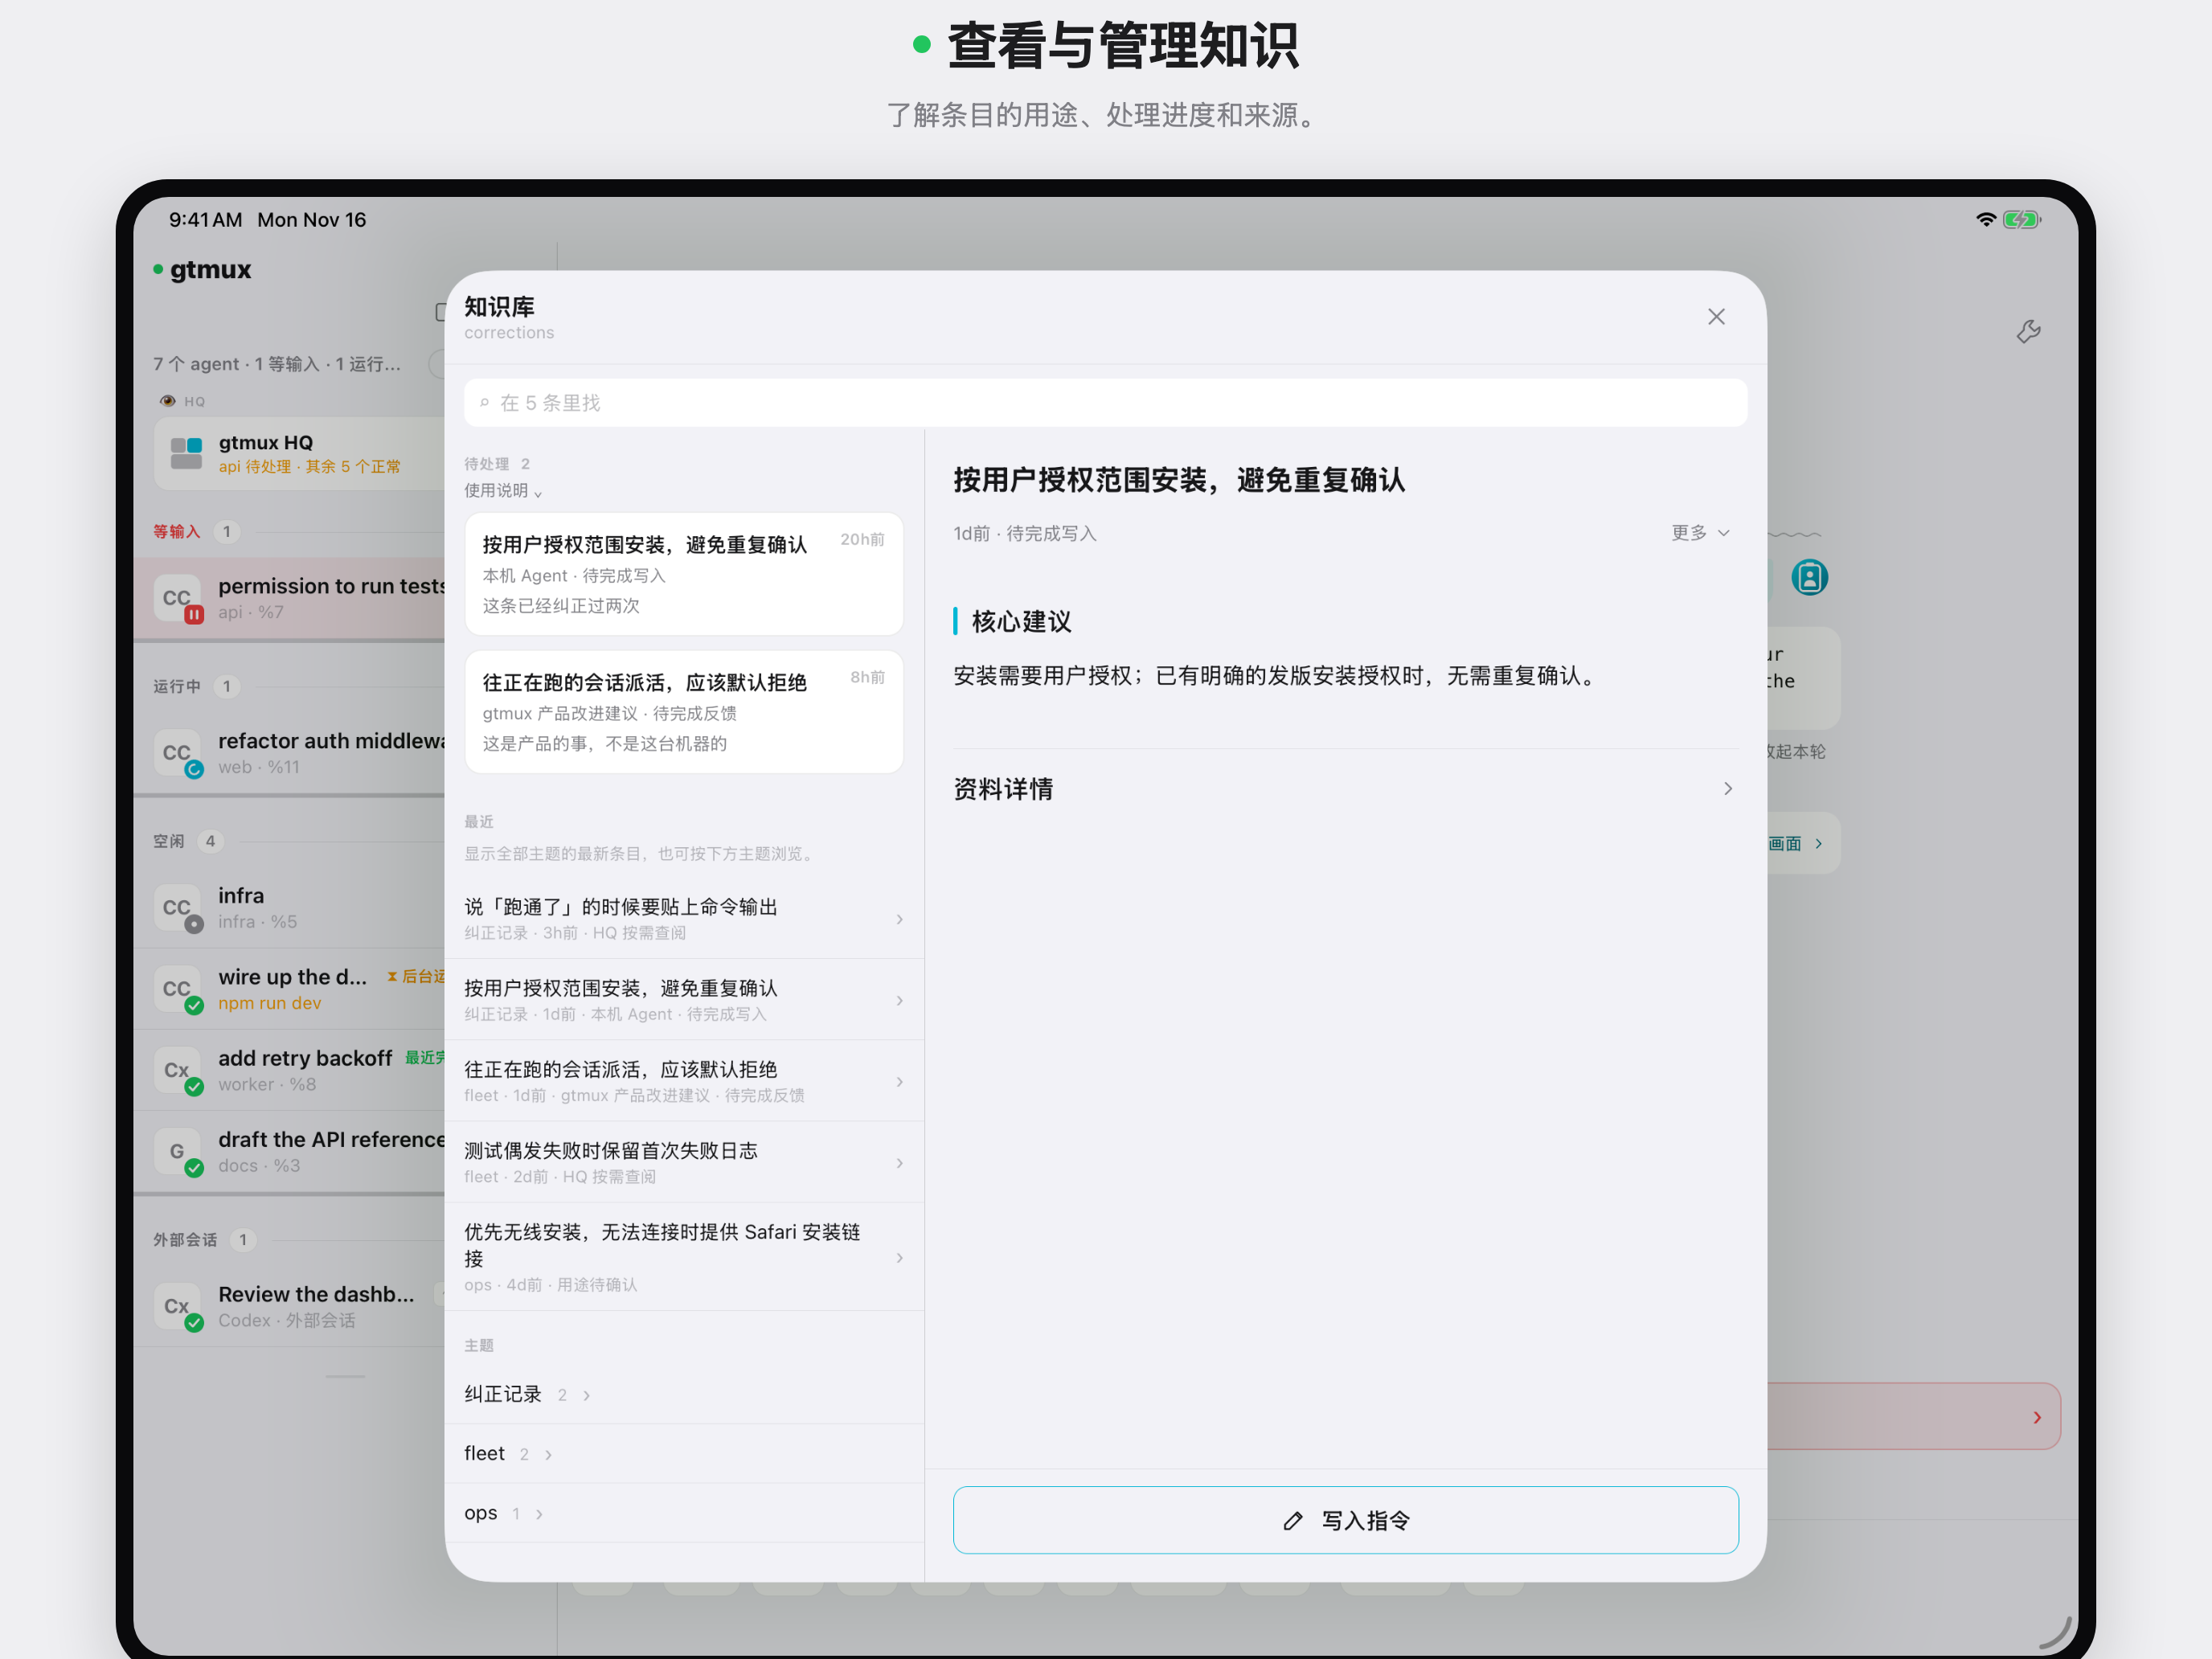 查看与管理知识
了解条目的用途、处理进度和来源。
9:41 AM Mon Nov 16
gtmux
7 个 agent · 1 等输入 · 1 运行...
HQ
gtmux HQ
api 待处理 · 其余 5 个正常
等输入 1
CC
permission to run tests
api · %7
运行中 1
CC
refactor auth middlewa
web · %11
空闲 4
CC
infra
infra · %5
CC
wire up the d... 后台运
npm run dev
Cx
add retry backoff 最近完
worker · %8
G
draft the API reference
docs · %3
外部会话 1
Cx
Review the dashb...
Codex · 外部会话
知识库
corrections
在 5 条里找
待处理 2
使用说明
按用户授权范围安装，避免重复确认 20h前
本机 Agent · 待完成写入
这条已经纠正过两次
往正在跑的会话派活，应该默认拒绝 8h前
gtmux 产品改进建议 · 待完成反馈
这是产品的事，不是这台机器的
最近
显示全部主题的最新条目，也可按下方主题浏览。
说「跑通了」的时候要贴上命令输出
纠正记录 · 3h前 · HQ 按需查阅
按用户授权范围安装，避免重复确认
纠正记录 · 1d前 · 本机 Agent · 待完成写入
往正在跑的会话派活，应该默认拒绝
fleet · 1d前 · gtmux 产品改进建议 · 待完成反馈
测试偶发失败时保留首次失败日志
fleet · 2d前 · HQ 按需查阅
优先无线安装，无法连接时提供 Safari 安装链
接
ops · 4d前 · 用途待确认
主题
纠正记录 2
fleet 2
ops 1
按用户授权范围安装，避免重复确认
1d前 · 待完成写入 更多
核心建议
安装需要用户授权；已有明确的发版安装授权时，无需重复确认。
资料详情
写入指令
ur
the
起本轮
画面